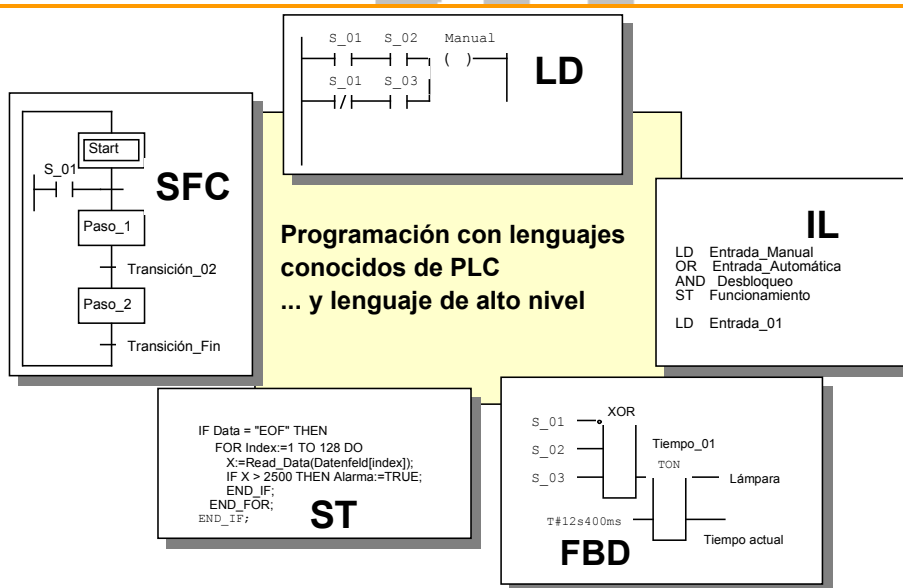 S_01 S_02 Manual
( )
LD
S_01 S_03
/
Start
S_01
SFC
Paso_1
Transición_02
Paso_2
Transición_Fin
Programación con lenguajes
conocidos de PLC
... y lenguaje de alto nivel
IL
LD Entrada_Manual
OR Entrada_Automática
AND Desbloqueo
ST Funcionamiento
LD Entrada_01
IF Data = "EOF" THEN
FOR Index:=1 TO 128 DO
X:=Read_Data(Datenfeld[index]);
IF X > 2500 THEN Alarma:=TRUE;
END_IF;
END_FOR;
END_IF;
ST
XOR
S_01
S_02
S_03
Tiempo_01
TON
Lámpara
T#12s400ms
Tiempo actual
FBD